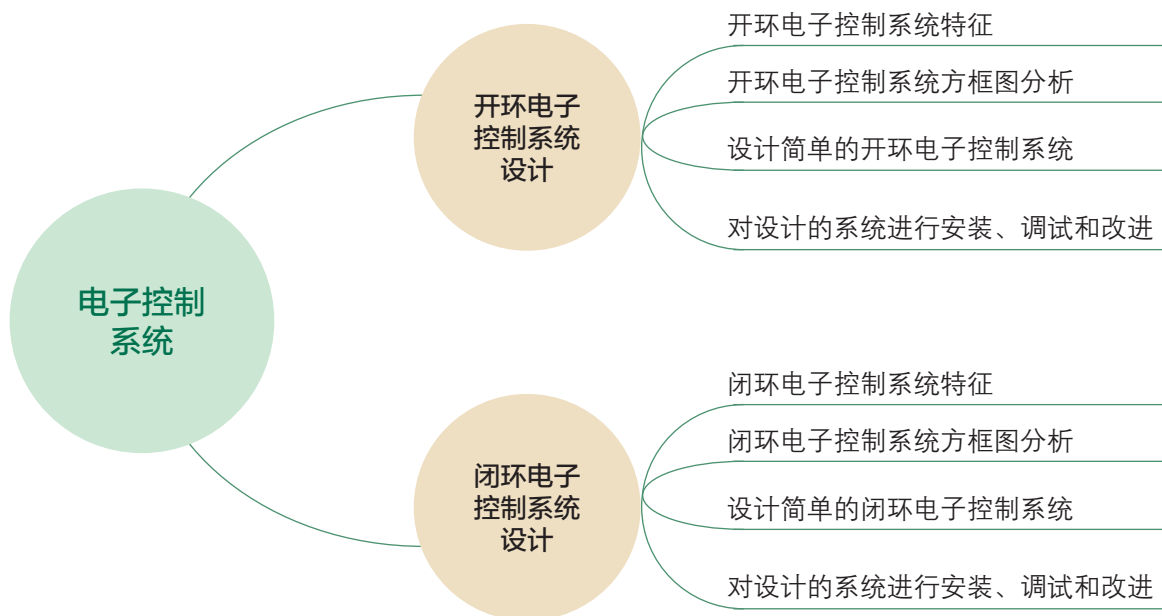 电子控制
系统
开环电子
控制系统
设计
开环电子控制系统特征
开环电子控制系统方框图分析
设计简单的开环电子控制系统
对设计的系统进行安装、调试和改进
闭环电子
控制系统
设计
闭环电子控制系统特征
闭环电子控制系统方框图分析
设计简单的闭环电子控制系统
对设计的系统进行安装、调试和改进